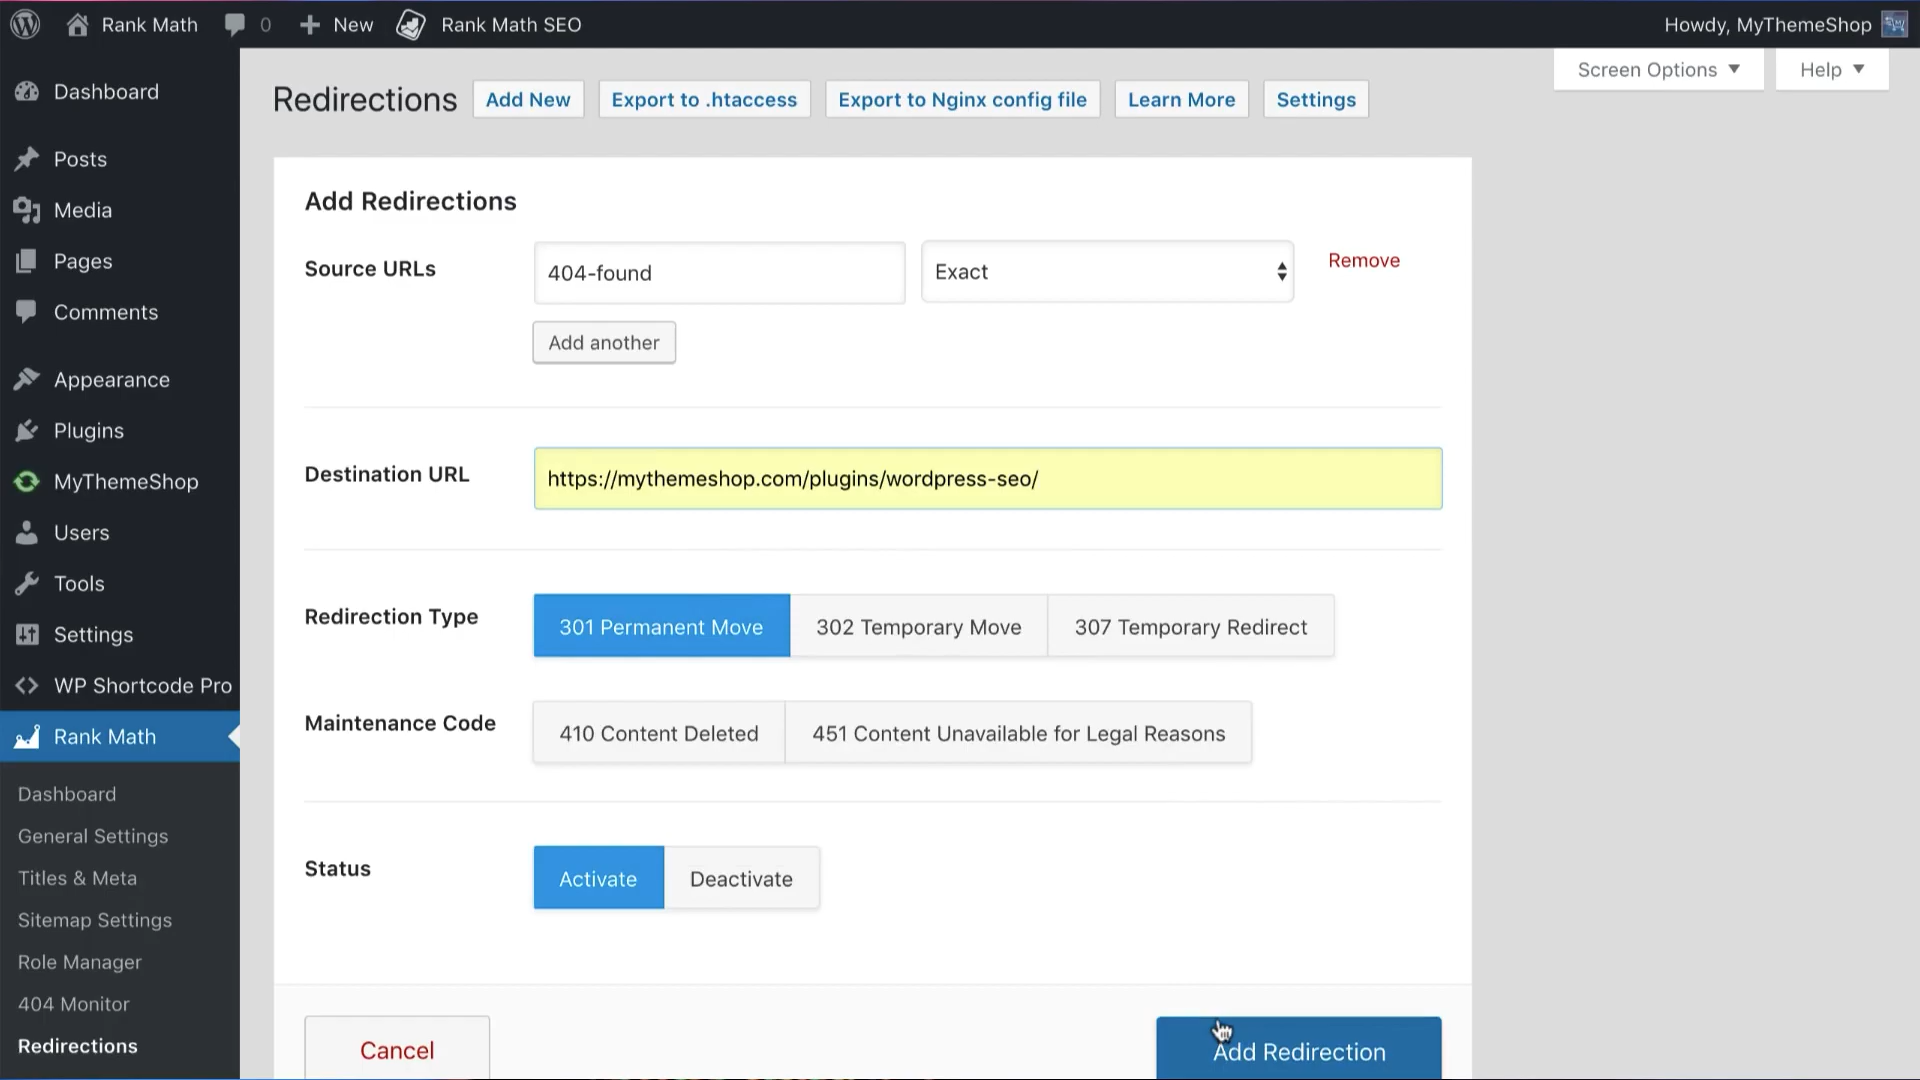 Rank Math 0 New Rank Math SEO Howdy, MyThemeShop
Screen Options Help
Redirections Add New Export to .htaccess Export to Nginx config file Learn More Settings
Dashboard
Posts
Media
Pages
Comments
Appearance
Plugins
MyThemeShop
Users
Tools
Settings
WP Shortcode Pro
Rank Math
Dashboard
General Settings
Titles & Meta
Sitemap Settings
Role Manager
404 Monitor
Redirections
Add Redirections
Source URLs 404-found Exact Remove
Add another
Destination URL https://mythemeshop.com/plugins/wordpress-seo/
Redirection Type 301 Permanent Move 302 Temporary Move 307 Temporary Redirect
Maintenance Code 410 Content Deleted 451 Content Unavailable for Legal Reasons
Status Activate Deactivate
Cancel Add Redirection